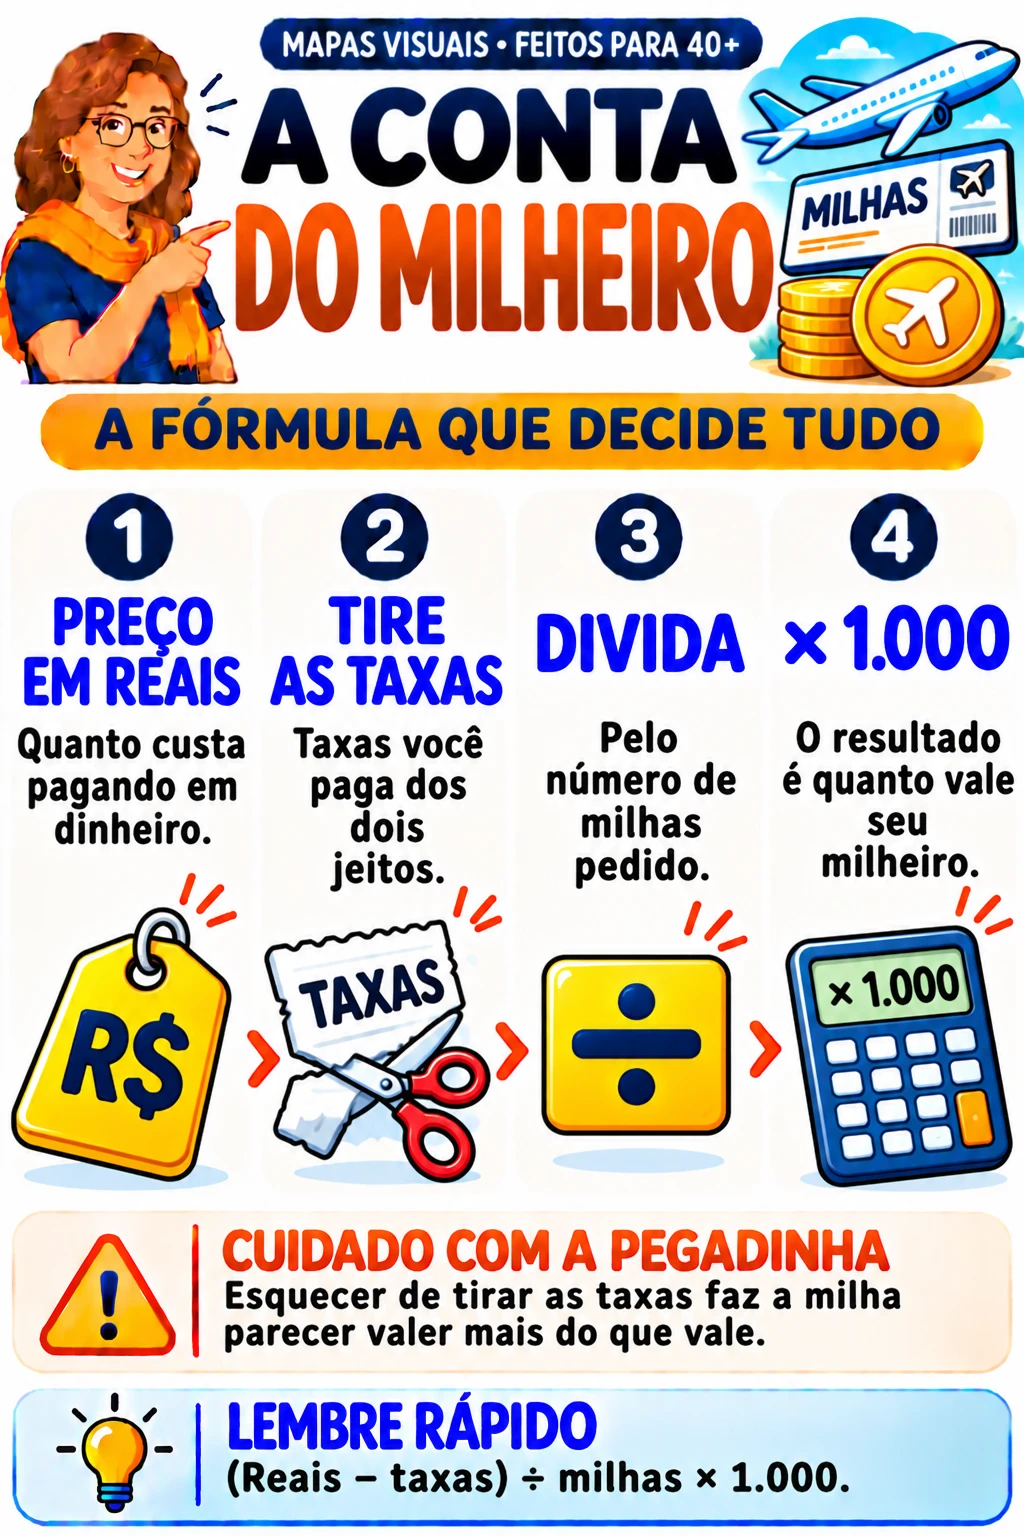 MAPAS VISUAIS • FEITOS PARA 40+
A CONTA
DO MILHEIRO
MILHAS
A FÓRMULA QUE DECIDE TUDO
1
PREÇO
EM REAIS
Quanto custa
pagando em
dinheiro.
R$
2
TIRE
AS TAXAS
Taxas você
paga dos
dois
jeitos.
TAXAS
3
DIVIDA
Pelo
número de
milhas
pedido.
÷
4
× 1.000
O resultado
é quanto vale
seu
milheiro.
× 1.000
CUIDADO COM A PEGADINHA
Esquecer de tirar as taxas faz a milha
parecer valer mais do que vale.
LEMBRE RÁPIDO
(Reais – taxas) ÷ milhas × 1.000.